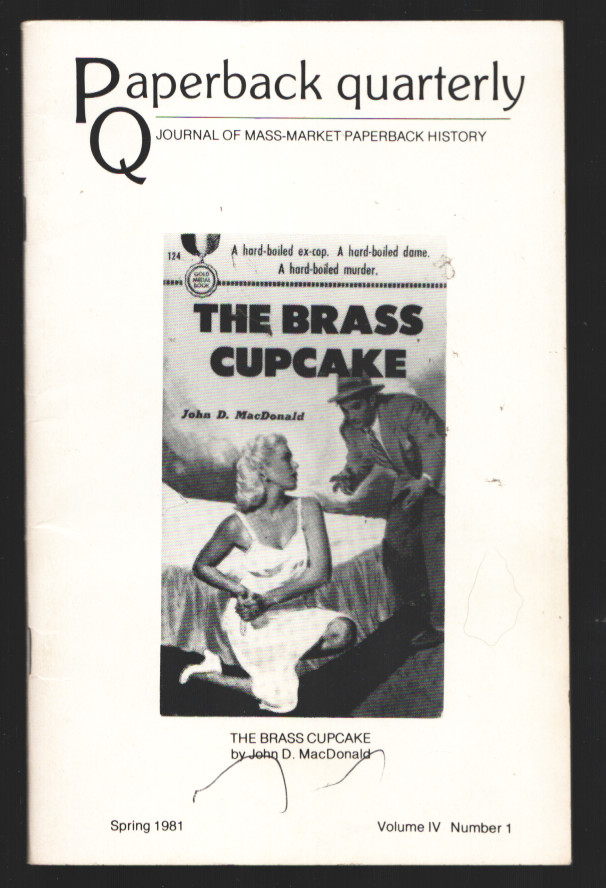 Paperback quarterly
Q JOURNAL OF MASS-MARKET PAPERBACK HISTORY
124
GOLD
MEDAL
BOOK
A hard-boiled ex-cop. A hard-boiled dame.
A hard-boiled murder.
THE BRASS
CUPCAKE
John D. MacDonald
THE BRASS CUPCAKE
by John D. MacDonald
Spring 1981
Volume IV Number 1